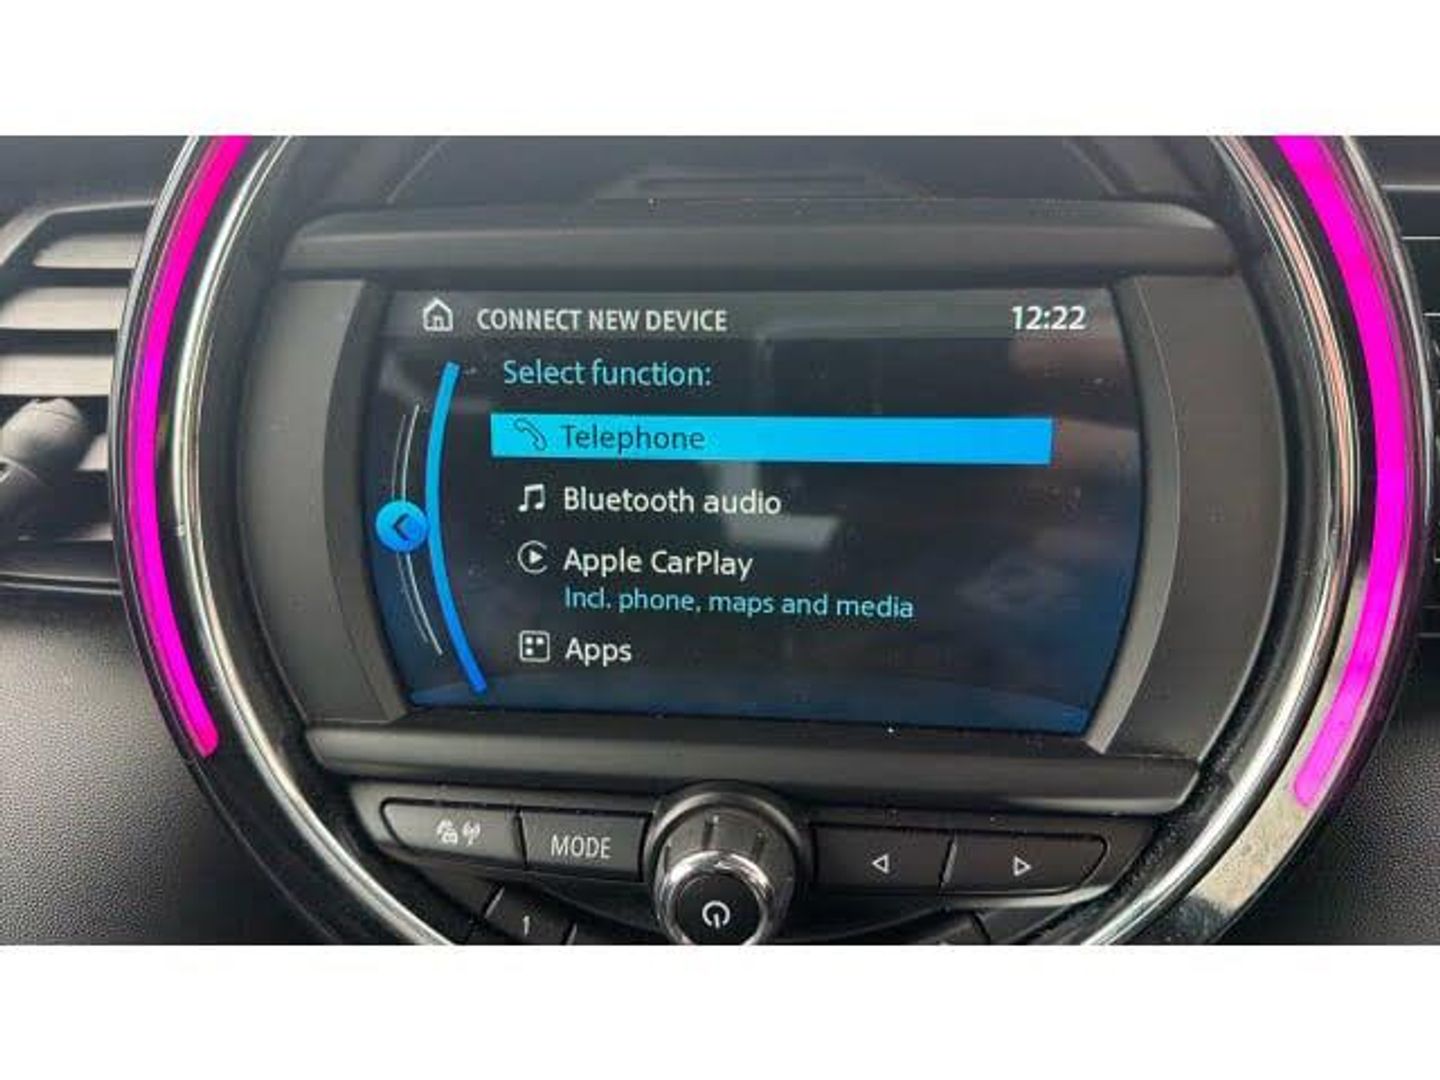 CONNECT NEW DEVICE 12:22
Select function:
Telephone
Bluetooth audio
Apple CarPlay
Incl. phone, maps and media
Apps
MODE
1